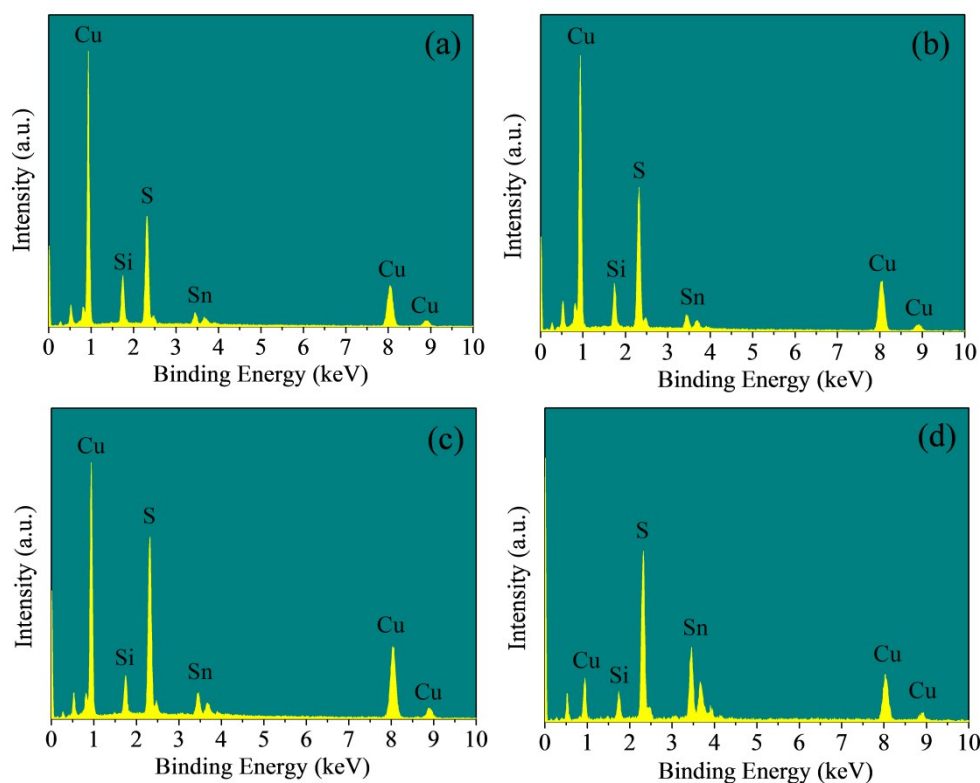 (a)
Cu
S
Si
Sn
Cu
Cu
Intensity (a.u.)
0 1 2 3 4 5 6 7 8 9 10
Binding Energy (keV)
(b)
Cu
S
Si
Sn
Cu
Cu
Intensity (a.u.)
0 1 2 3 4 5 6 7 8 9 10
Binding Energy (keV)
(c)
Cu
S
Si
Sn
Cu
Cu
Intensity (a.u.)
0 1 2 3 4 5 6 7 8 9 10
Binding Energy (keV)
(d)
S
Sn
Cu
Si
Cu
Cu
Intensity (a.u.)
0 1 2 3 4 5 6 7 8 9 10
Binding Energy (keV)